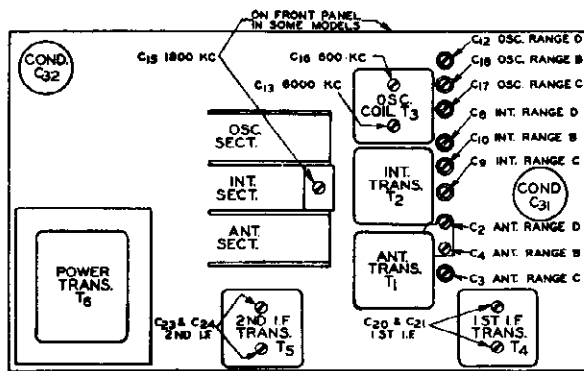 ON FRONT PANEL
IN SOME MODELS
C12 OSC. RANGE D
C18 OSC. RANGE B
C17 OSC. RANGE C
C8 INT. RANGE D
C10 INT. RANGE B
C9 INT. RANGE C
C2 ANT. RANGE D
C4 ANT. RANGE B
C3 ANT. RANGE C
COND.
C32
C15 1800 KC
C16 600 KC
C13 6000 KC
OSC.
COIL T3
OSC.
SECT.
INT.
SECT.
ANT.
SECT.
INT.
TRANS.
T2
COND
C31
ANT.
TRANS.
T1
POWER
TRANS.
T6
C23 & C24
2ND I.F
2ND I.F
TRANS.
T5
C20 & C21
1ST I.F
1ST I.F
TRANS.
T4